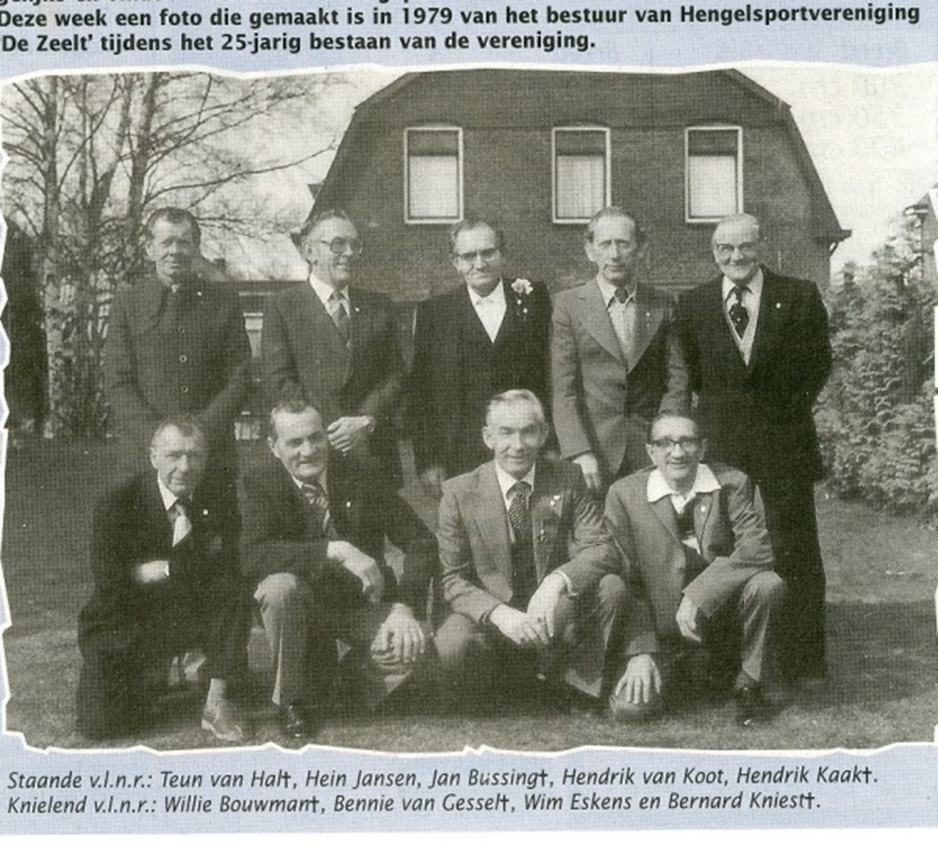 Deze week een foto die gemaakt is in 1979 van het bestuur van Hengelsportvereniging
'De Zeelt' tijdens het 25-jarig bestaan van de vereniging.
Staande v.l.n.r.: Teun van Hal†, Hein Jansen, Jan Bussing†, Hendrik van Koot, Hendrik Kaak†.
Knielend v.l.n.r.: Willie Bouwman†, Bennie van Gessel†, Wim Eskens en Bernard Kniest†.